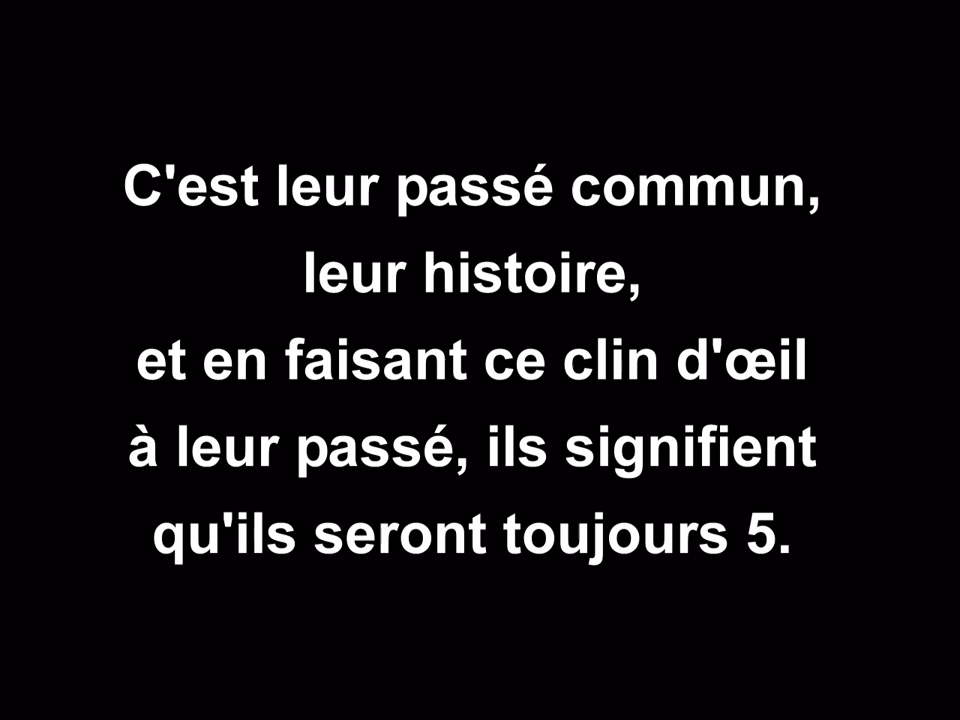 C'est leur passé commun,
leur histoire,
et en faisant ce clin d'œil
à leur passé, ils signifient
qu'ils seront toujours 5.